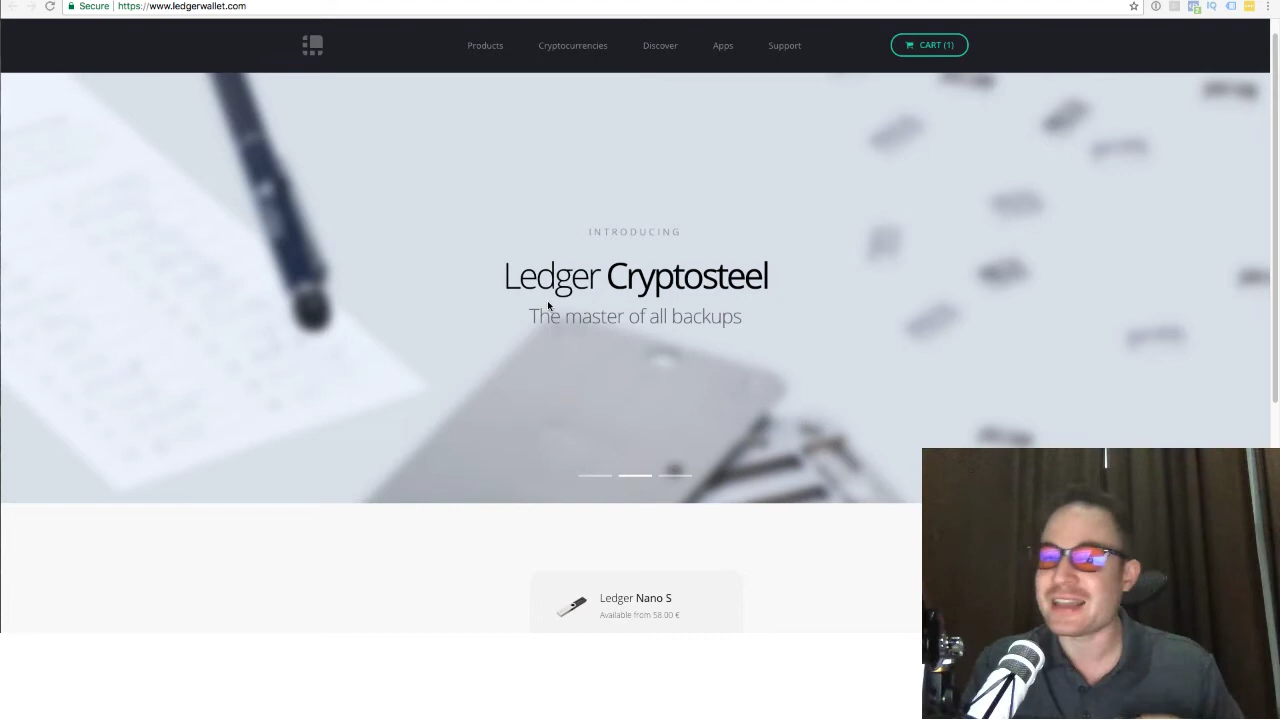 Secure https://www.ledgerwallet.com
Products Cryptocurrencies Discover Apps Support CART (1)
INTRODUCING
Ledger Cryptosteel
The master of all backups
Ledger Nano S
Available from 58.00 €